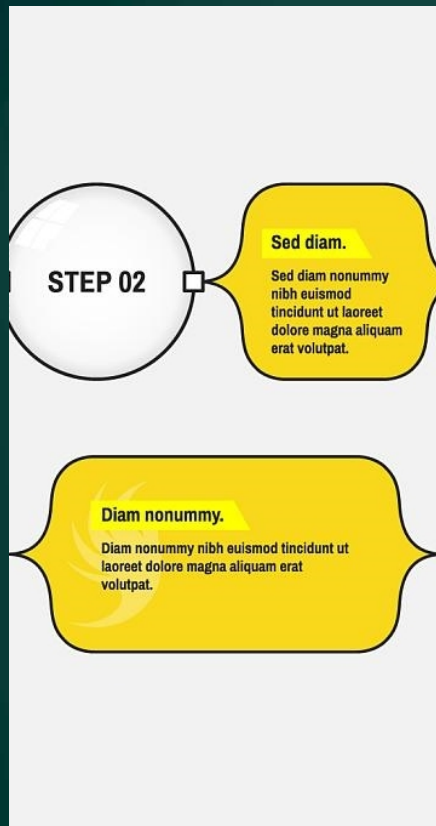 STEP 02
Sed diam.
Sed diam nonummy
nibh euismod
tincidunt ut laoreet
dolore magna aliquam
erat volutpat.
Diam nonummy.
Diam nonummy nibh euismod tincidunt ut
laoreet dolore magna aliquam erat
volutpat.